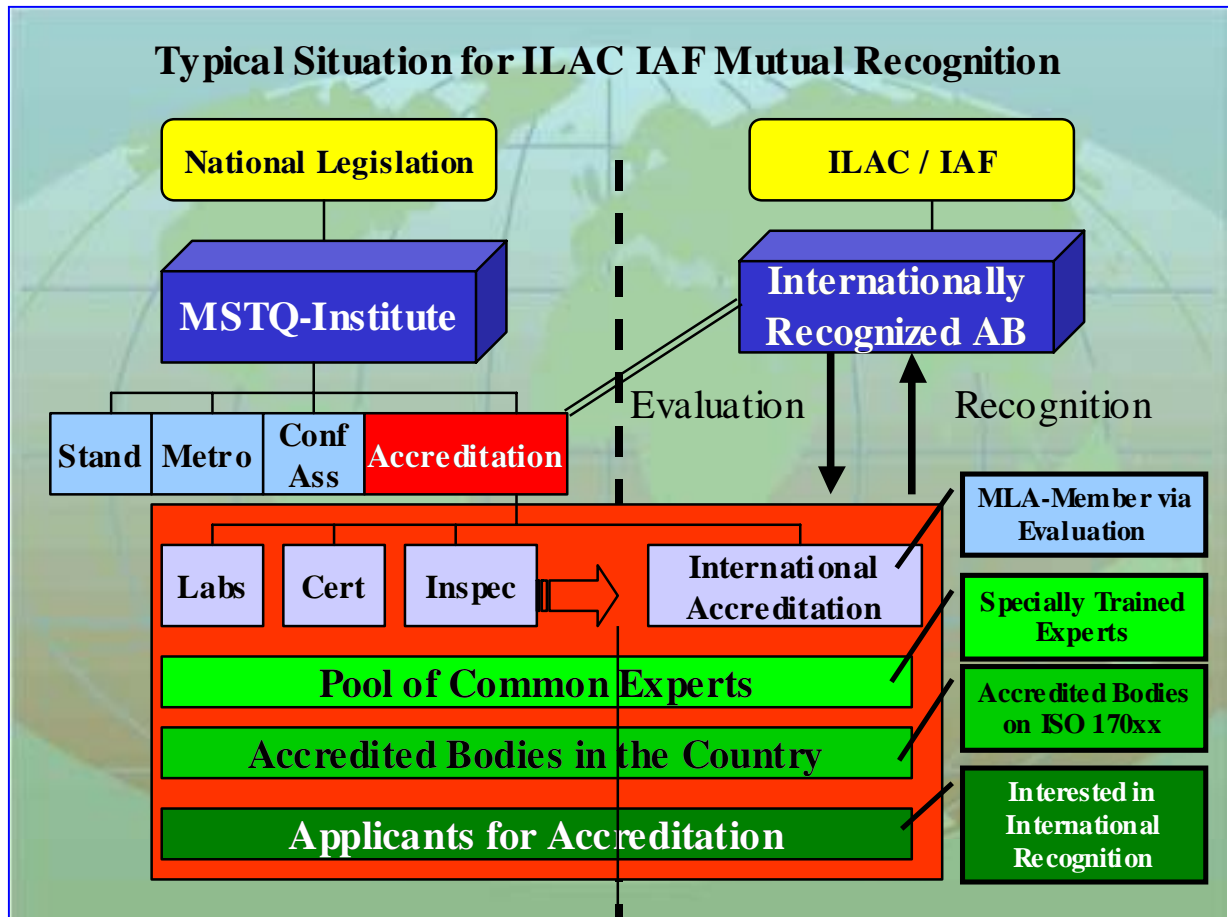 Typical Situation for ILAC IAF Mutual Recognition
National Legislation
ILAC / IAF
MSTQ-Institute
Internationally
Recognized AB
Evaluation
Recognition
Stand
Metro
Conf
Ass
Accreditation
MLA-Member via
Evaluation
Labs
Cert
Inspec
International
Accreditation
Specially Trained
Experts
Pool of Common Experts
Accredited Bodies
on ISO 170xx
Accredited Bodies in the Country
Applicants for Accreditation
Interested in
International
Recognition